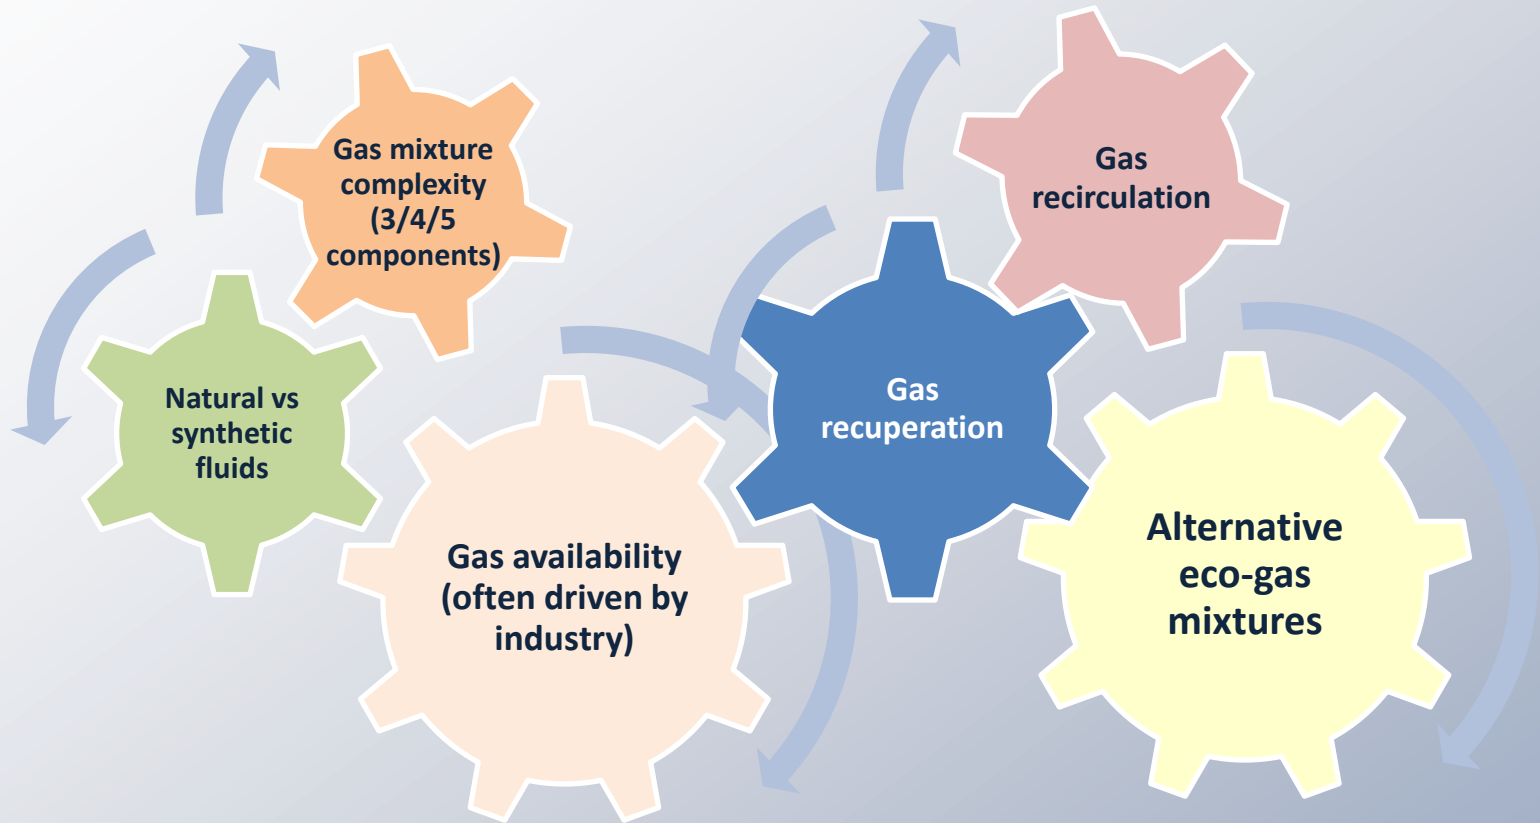 Gas mixture
complexity
(3/4/5
components)
Natural vs
synthetic
fluids
Gas availability
(often driven by
industry)
Gas
recirculation
Gas
recuperation
Alternative
eco-gas
mixtures